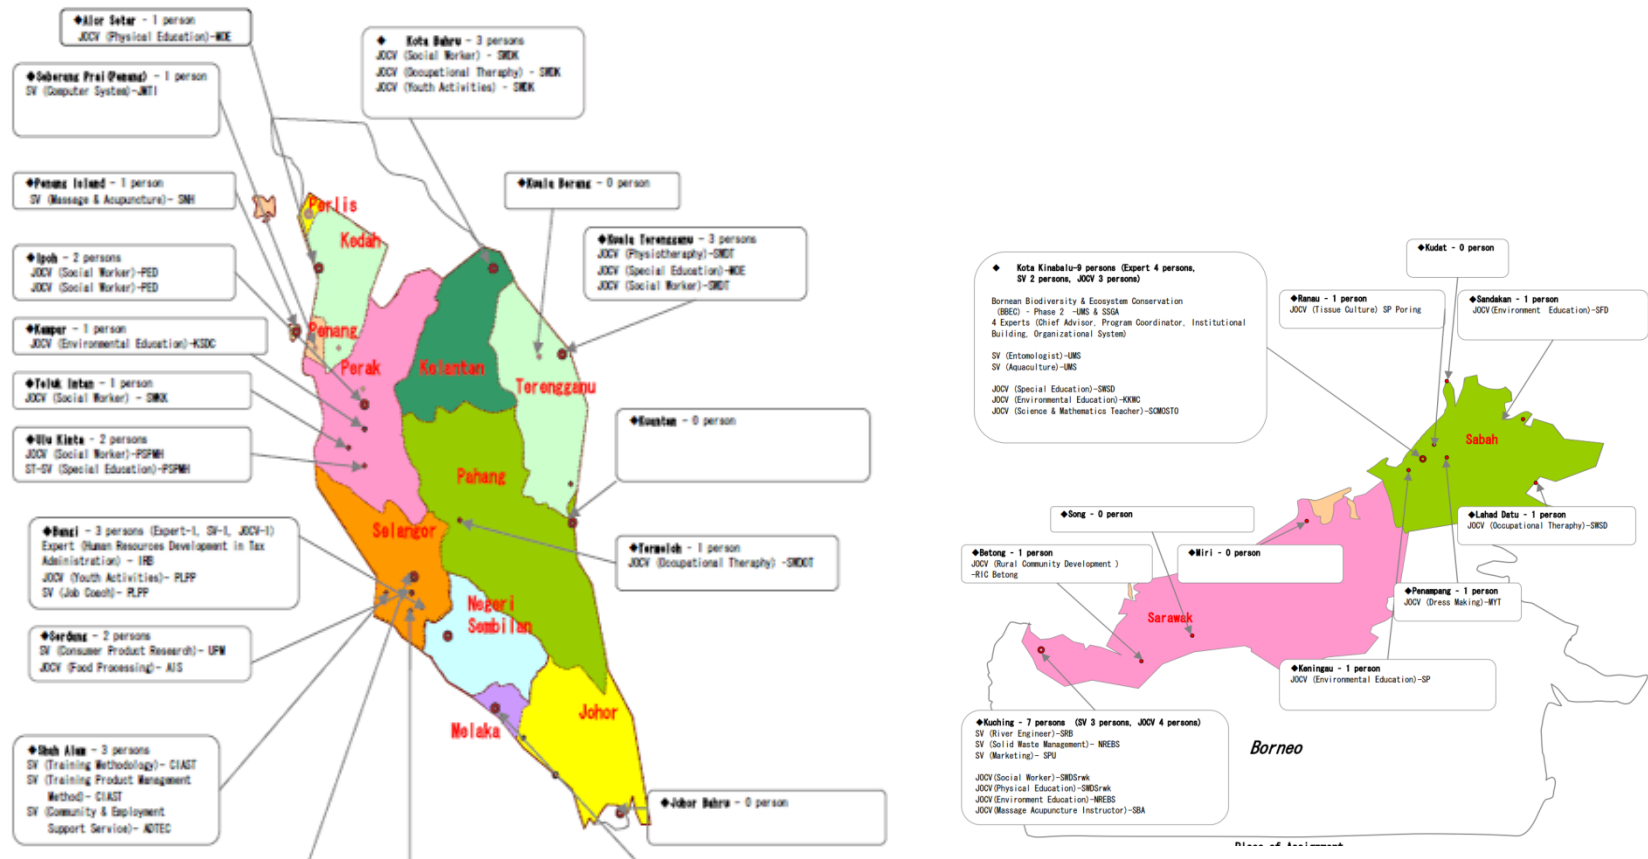 ◆Alor Setar - 1 person
JOCV (Physical Education)-MOE
◆Seberang Prai(Penang) - 1 person
SV (Computer System)-JMTI
◆Penang Island - 1 person
SV (Massage & Acupuncture)- SNH
◆Ipoh - 2 persons
JOCV (Social Worker)-PED
JOCV (Social Worker)-PED
◆Kampar - 1 person
JOCV (Environmental Education)-KSDC
◆Teluk Intan - 1 person
JOCV (Social Worker) - SMKK
◆Ulu Kinta - 2 persons
JOCV (Social Worker)-PSPMH
ST-SV (Special Education)-PSPMH
◆Bangi - 3 persons (Expert-1, SV-1, JOCV-1)
Expert (Human Resources Development in Tax
Administration) - IRB
JOCV (Youth Activities)- PLPP
SV (Job Coach)- PLPP
◆Serdang - 2 persons
SV (Consumer Product Research)- UPM
JOCV (Food Processing)- AIS
◆Shah Alam - 3 persons
SV (Training Methodology)- CIAST
SV (Training Product Management
Method)- CIAST
SV (Community & Employment
Support Service)- ADTEC
◆ Kota Bahru - 3 persons
JOCV (Social Worker) - SWDK
JOCV (Occupational Theraphy) - SWDK
JOCV (Youth Activities) - SWDK
◆Kuala Berang - 0 person
◆Kuala Terengganu - 3 persons
JOCV (Physiotheraphy)-SWDT
JOCV (Special Education)-MOE
JOCV (Social Worker)-SWDT
◆Kuantan - 0 person
◆Termeloh - 1 person
JOCV (Occupational Theraphy) -SWDOT
◆Johor Bahru - 0 person
Perlis
Kedah
Penang
Perak
Kelantan
Terengganu
Pahang
Selangor
Negeri
Sembilan
Melaka
Johor
◆ Kota Kinabalu-9 persons (Expert 4 persons,
SV 2 persons, JOCV 3 persons)
Bornean Biodiversity & Ecosystem Conservation
(BBEC) - Phase 2 -UMS & SSGA
4 Experts (Chief Advisor, Program Coordinator, Institutional
Building, Organizational System)
SV (Entomologist)-UMS
SV (Aquaculture)-UMS
JOCV (Special Education)-SWSD
JOCV (Environmental Education)-KKWC
JOCV (Science & Mathematics Teacher)-SCMOSTO
◆Kudat - 0 person
◆Ranau - 1 person
JOCV (Tissue Culture) SP Poring
◆Sandakan - 1 person
JOCV(Environment Education)-SFD
Sabah
◆Lahad Datu - 1 person
JOCV (Occupational Theraphy)-SWSD
◆Song - 0 person
◆Betong - 1 person
JOCV (Rural Community Development )
-RIC Betong
◆Miri - 0 person
◆Penampang - 1 person
JOCV (Dress Making)-MYT
Sarawak
◆Keningau - 1 person
JOCV (Environmental Education)-SP
◆Kuching - 7 persons (SV 3 persons, JOCV 4 persons)
SV (River Engineer)-SRB
SV (Solid Waste Management)- NREBS
SV (Marketing)- SPU
JOCV(Social Worker)-SWDSrwk
JOCV(Physical Education)-SWDSrwk
JOCV(Environment Education)-NREBS
JOCV(Massage Acupuncture Instructor)-SBA
Borneo
Place of Assignment